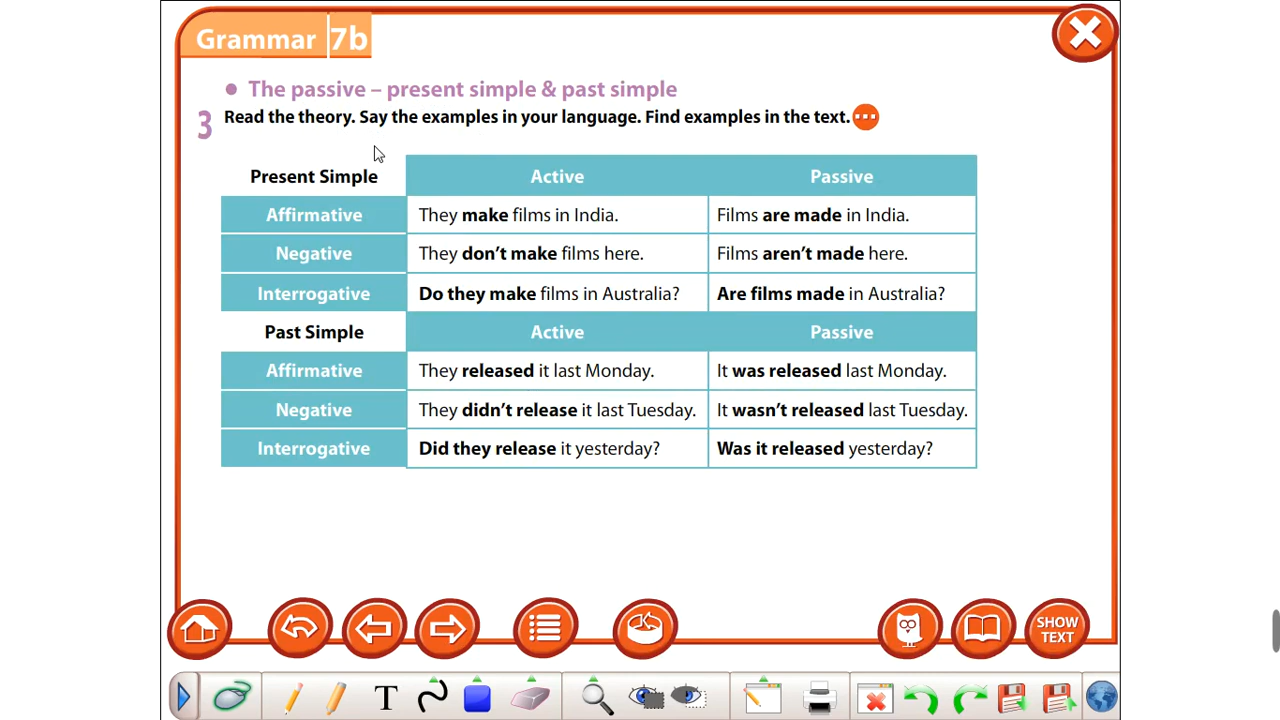 Grammar 7b
• The passive – present simple & past simple
3 Read the theory. Say the examples in your language. Find examples in the text.
Present Simple Active Passive
Affirmative They make films in India. Films are made in India.
Negative They don't make films here. Films aren't made here.
Interrogative Do they make films in Australia? Are films made in Australia?
Past Simple Active Passive
Affirmative They released it last Monday. It was released last Monday.
Negative They didn't release it last Tuesday. It wasn't released last Tuesday.
Interrogative Did they release it yesterday? Was it released yesterday?
SHOW
TEXT
T